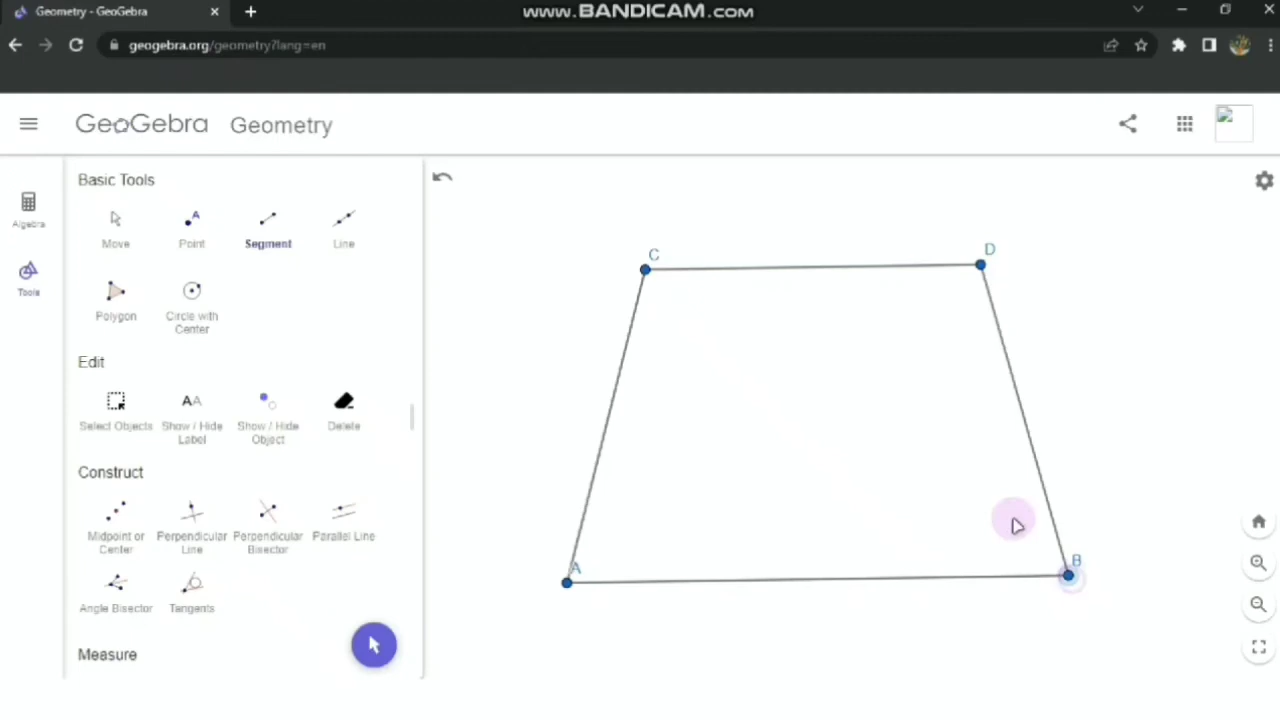 Geometry - GeoGebra
www.BANDICAM.com
geogebra.org/geometry?lang=en
GeoGebra Geometry
Algebra
Tools
Basic Tools
A
Move Point Segment Line
Polygon Circle with Center
Edit
AA
Select Objects Show / Hide Label Show / Hide Object Delete
Construct
Midpoint or Center Perpendicular Line Perpendicular Bisector Parallel Line
Angle Bisector Tangents
Measure
C
D
A
B